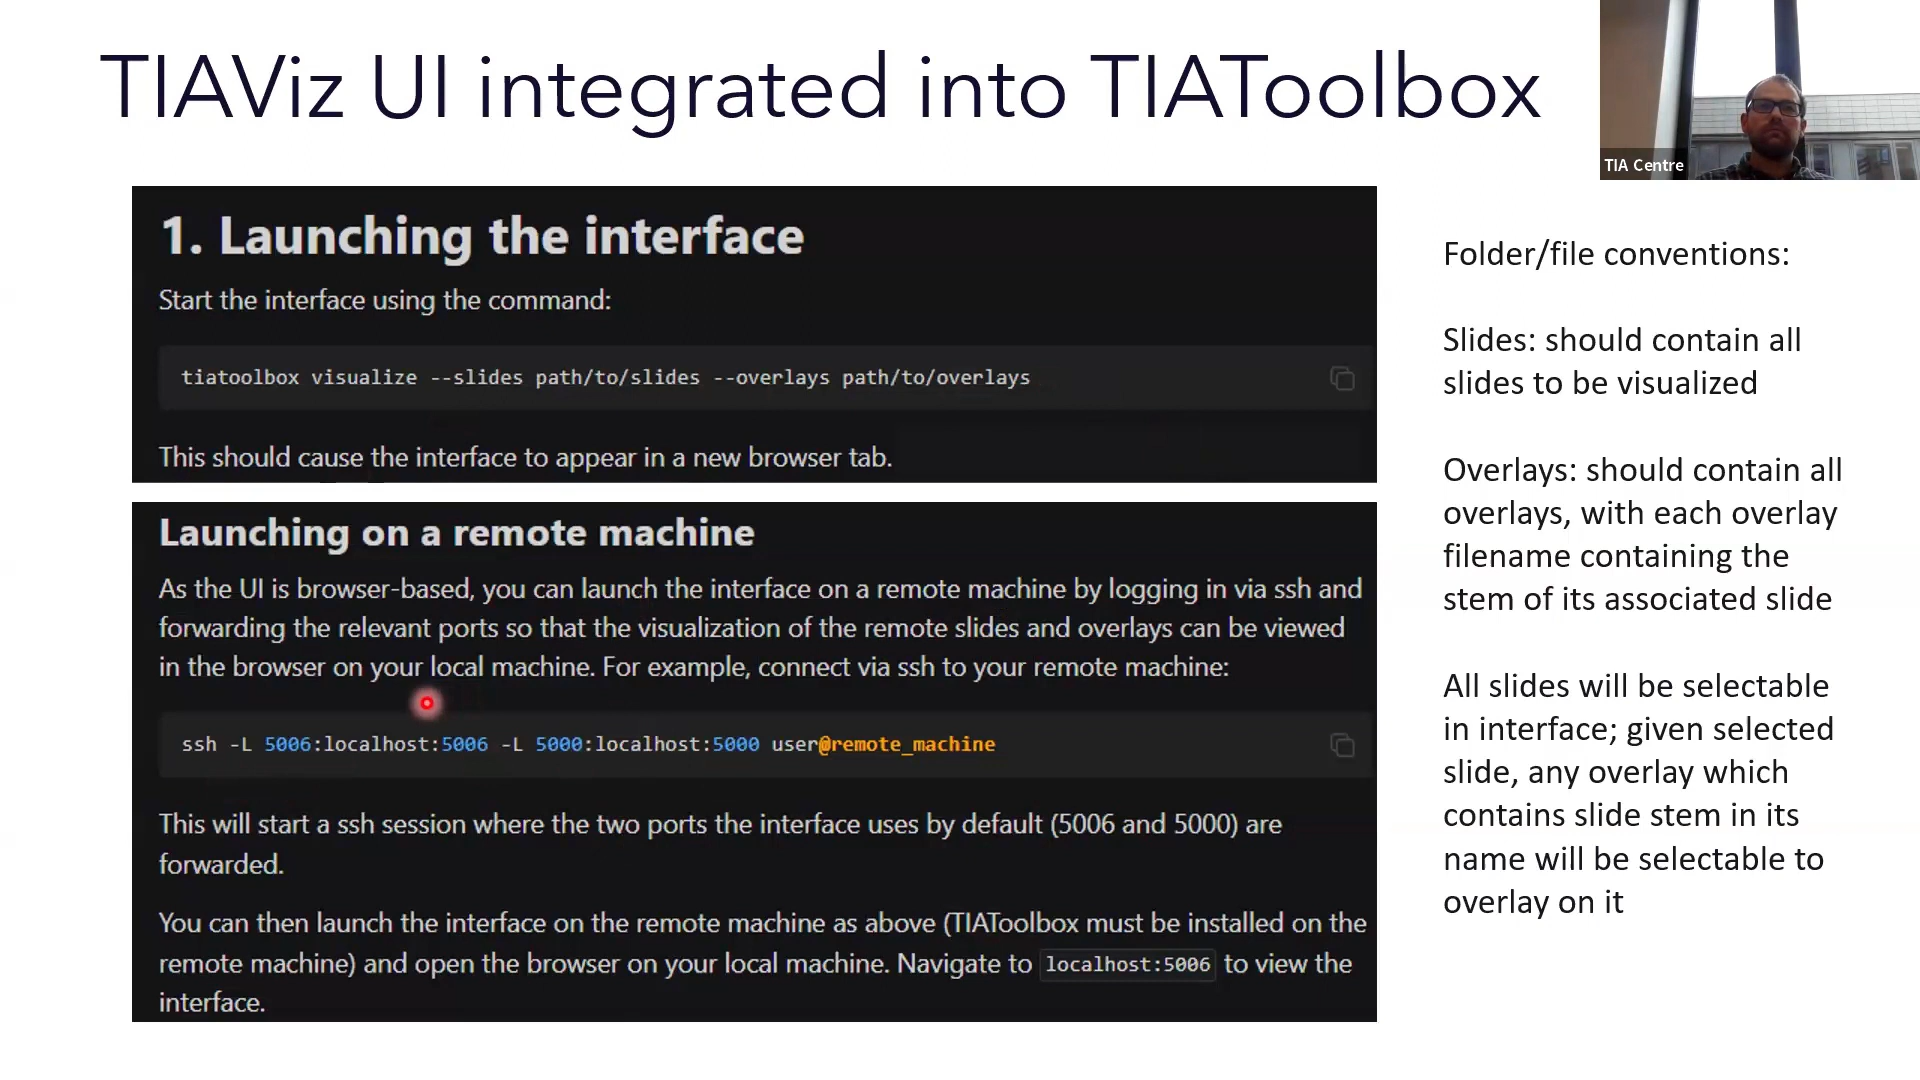 TIAViz UI integrated into TIAToolbox
TIA Centre
1. Launching the interface
Start the interface using the command:
tiatoolbox visualize --slides path/to/slides --overlays path/to/overlays
This should cause the interface to appear in a new browser tab.
Launching on a remote machine
As the UI is browser-based, you can launch the interface on a remote machine by logging in via ssh and
forwarding the relevant ports so that the visualization of the remote slides and overlays can be viewed
in the browser on your local machine. For example, connect via ssh to your remote machine:
ssh -L 5006:localhost:5006 -L 5000:localhost:5000 user@remote_machine
This will start a ssh session where the two ports the interface uses by default (5006 and 5000) are
forwarded.
You can then launch the interface on the remote machine as above (TIAToolbox must be installed on the
remote machine) and open the browser on your local machine. Navigate to localhost:5006 to view the
interface.
Folder/file conventions:
Slides: should contain all
slides to be visualized
Overlays: should contain all
overlays, with each overlay
filename containing the
stem of its associated slide
All slides will be selectable
in interface; given selected
slide, any overlay which
contains slide stem in its
name will be selectable to
overlay on it